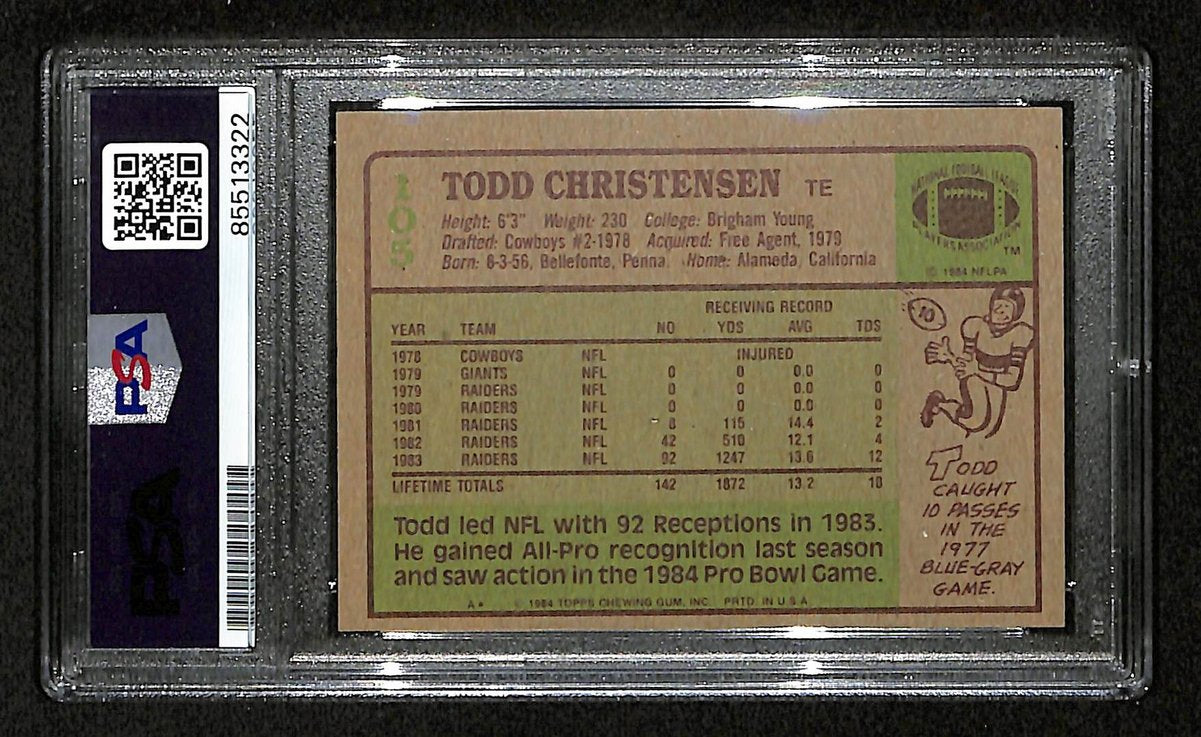 85513322
PSA
PSA
105
TODD CHRISTENSEN TE
Height: 6'3" Weight: 230 College: Brigham Young
Drafted: Cowboys #2-1978 Acquired: Free Agent, 1979
Born: 8-3-56, Bellefonte, Penna. Home: Alameda, California
NATIONAL FOOTBALL LEAGUE
PLAYERS ASSOCIATION
TM
© 1984 NFLPA
RECEIVING RECORD
YEAR TEAM NO YDS AVG TDS
1978 COWBOYS NFL INJURED
1979 GIANTS NFL 0 0 0.0 0
1979 RAIDERS NFL 0 0 0.0 0
1980 RAIDERS NFL 0 0 0.0 0
1981 RAIDERS NFL 8 115 14.4 2
1982 RAIDERS NFL 42 510 12.1 4
1983 RAIDERS NFL 92 1247 13.6 12
LIFETIME TOTALS 142 1872 13.2 18
Todd led NFL with 92 Receptions in 1983.
He gained All-Pro recognition last season
and saw action in the 1984 Pro Bowl Game.
A* © 1984 TOPPS CHEWING GUM, INC. PRTD. IN U.S.A.
10
TODD
CAUGHT
10 PASSES
IN THE
1977
BLUE-GRAY
GAME.